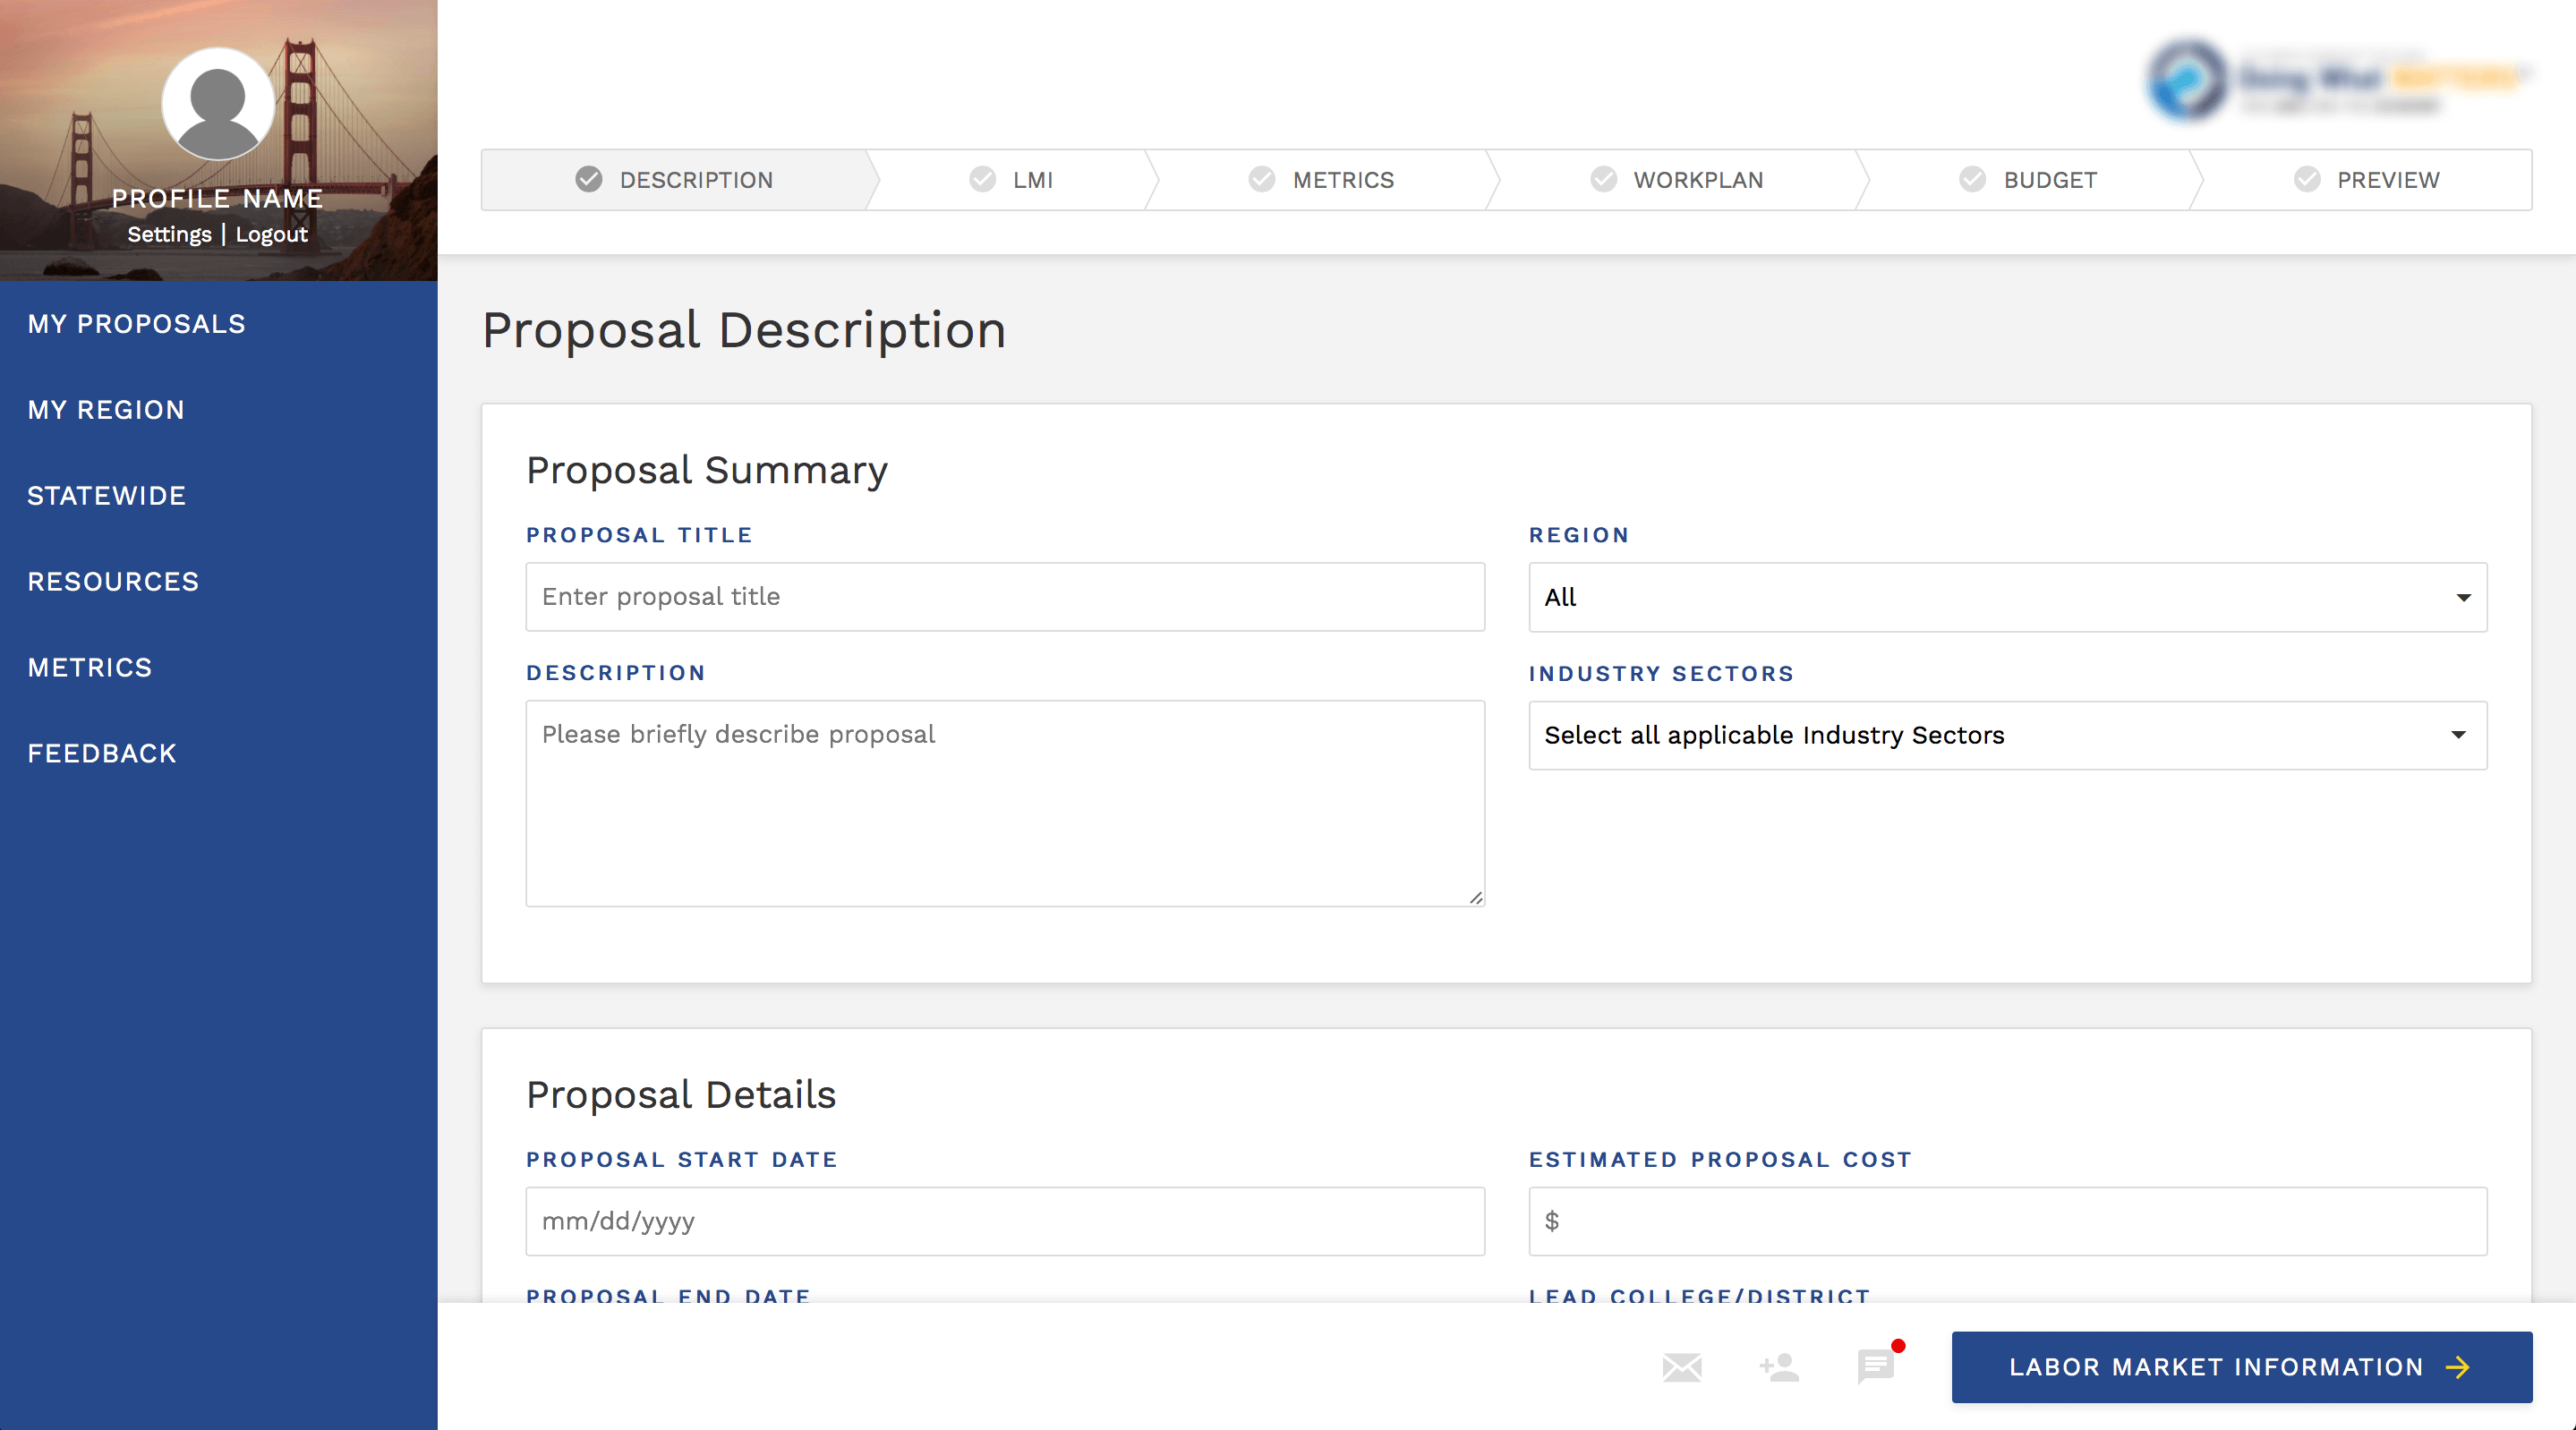 PROFILE NAME
Settings | Logout
MY PROPOSALS
MY REGION
STATEWIDE
RESOURCES
METRICS
FEEDBACK
Doing What MATTERS
DESCRIPTION
LMI
METRICS
WORKPLAN
BUDGET
PREVIEW
Proposal Description
Proposal Summary
PROPOSAL TITLE
Enter proposal title
REGION
All
DESCRIPTION
Please briefly describe proposal
INDUSTRY SECTORS
Select all applicable Industry Sectors
Proposal Details
PROPOSAL START DATE
mm/dd/yyyy
ESTIMATED PROPOSAL COST
$
PROPOSAL END DATE
LEAD COLLEGE/DISTRICT
LABOR MARKET INFORMATION